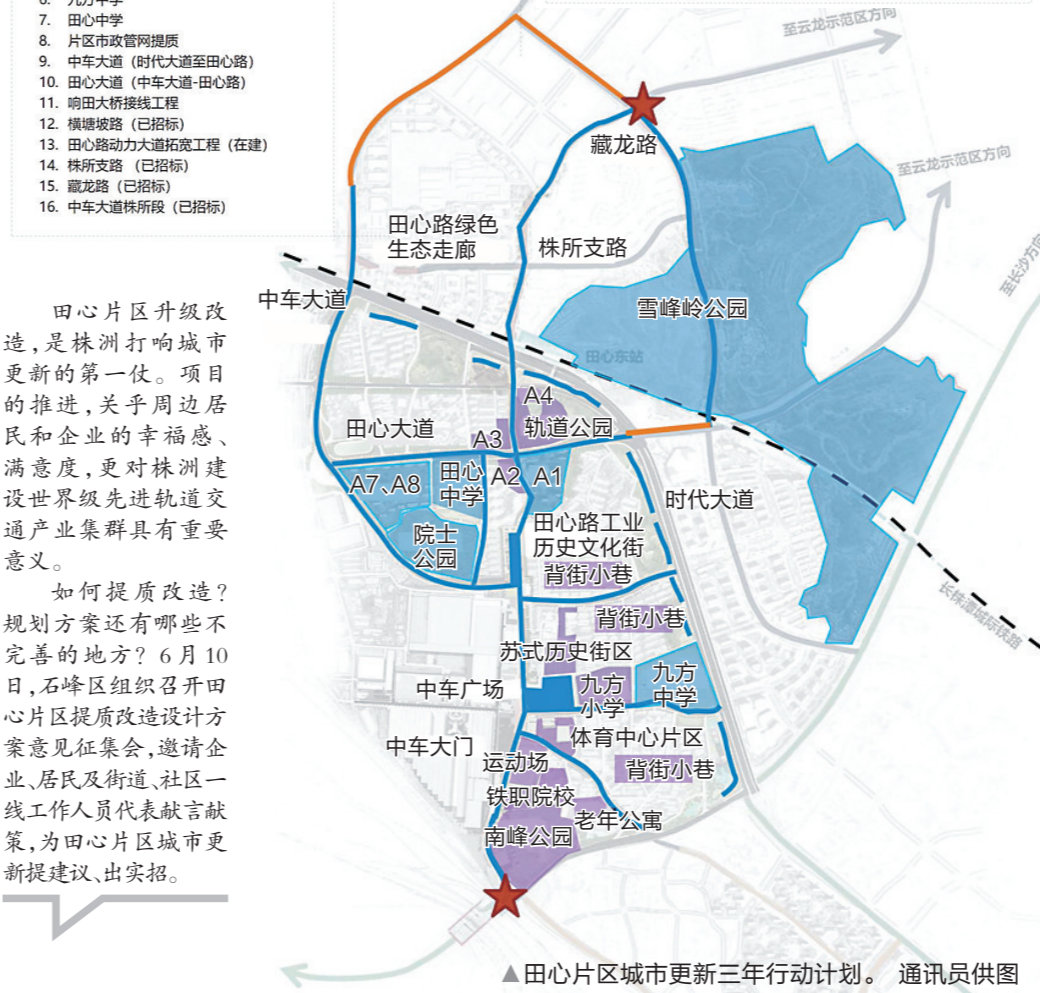 6. 九方中学
7. 田心中学
8. 片区市政管网提质
9. 中车大道（时代大道至田心路）
10. 田心大道（中车大道-田心路）
11. 响田大桥接线工程
12. 横塘坡路（已招标）
13. 田心路动力大道拓宽工程（在建）
14. 株所支路 （已招标）
15. 藏龙路（已招标）
16. 中车大道株所段（已招标）
田心片区升级改
造，是株洲打响城市
更新的第一仗。项目
的推进，关乎周边居
民和企业的幸福感、
满意度，更对株洲建
设世界级先进轨道交
通产业集群具有重要
意义。
如何提质改造？
规划方案还有哪些不
完善的地方？6月10
日，石峰区组织召开田
心片区提质改造设计方
案意见征集会，邀请企
业、居民及街道、社区一
线工作人员代表献言献
策，为田心片区城市更
新提建议、出实招。
至云龙示范区方向
藏龙路
至云龙示范区方向
田心路绿色
生态走廊
株所支路
至长沙方向
中车大道
雪峰岭公园
田心东站
A4
田心大道
轨道公园
A3
A7、A8
田心
中学
A2
A1
时代大道
院士
公园
田心路工业
历史文化街
背街小巷
长株潭城际铁路
背街小巷
苏式历史街区
中车广场
九方
小学
九方
中学
中车大门
体育中心片区
运动场
背街小巷
铁职院校
老年公寓
南峰公园
▲田心片区城市更新三年行动计划。 通讯员供图